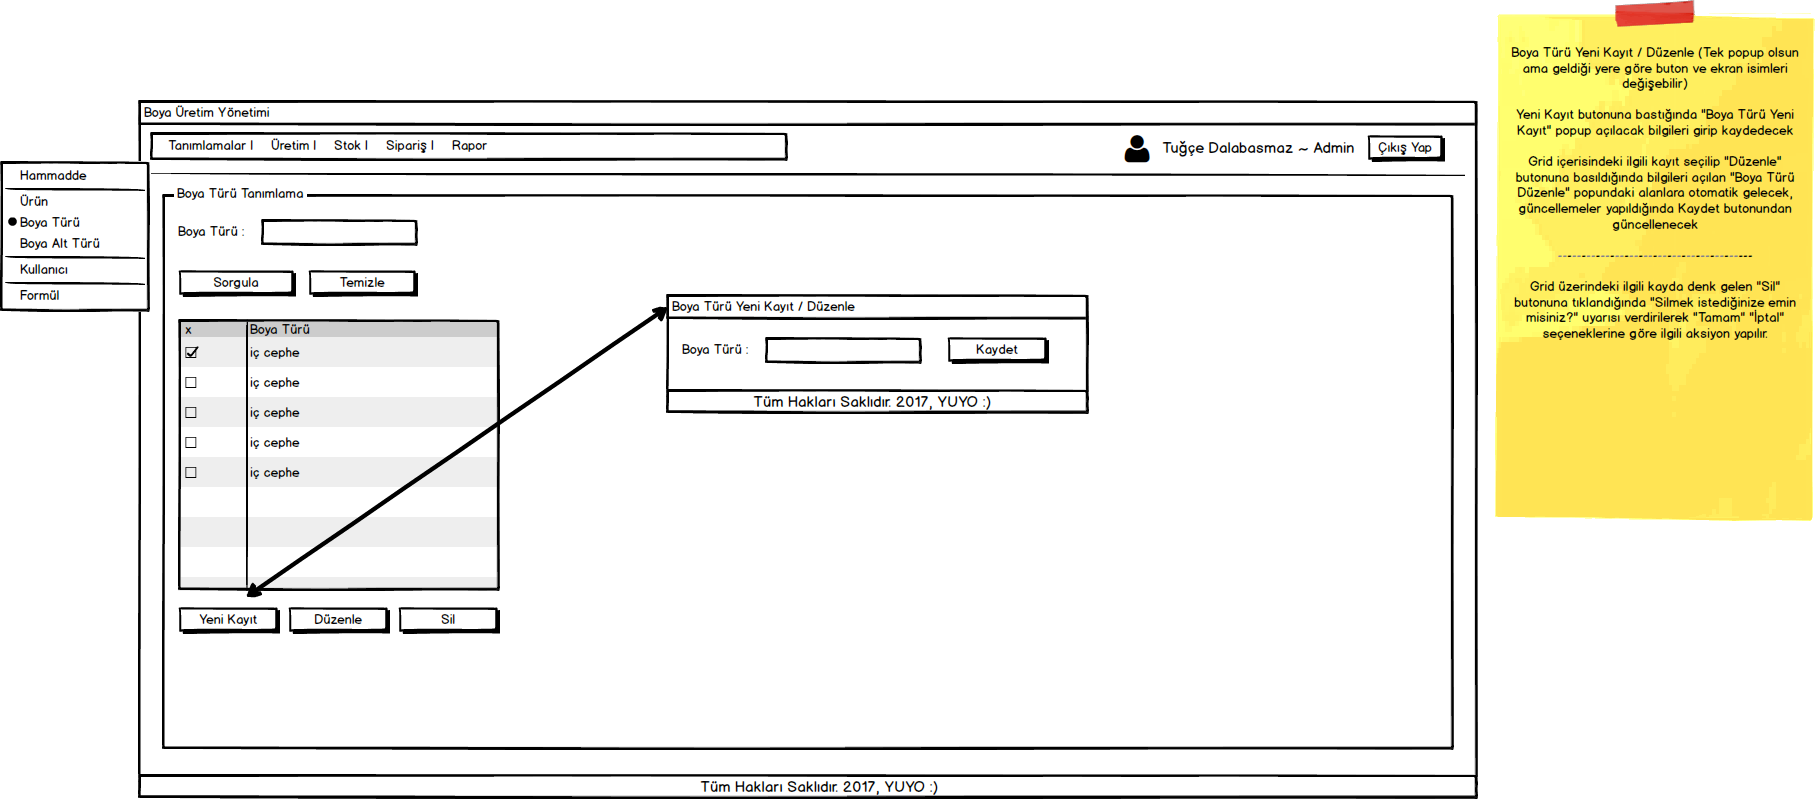 Boya Üretim Yönetimi
Tanımlamalar | Üretim | Stok | Sipariş | Rapor
Tuğçe Dalabasmaz ~ Admin
Çıkış Yap
Hammadde
Ürün
Boya Türü
Boya Alt Türü
Kullanıcı
Formül
Boya Türü Tanımlama
Boya Türü :
Sorgula
Temizle
x Boya Türü
iç cephe
iç cephe
iç cephe
iç cephe
iç cephe
Yeni Kayıt
Düzenle
Sil
Boya Türü Yeni Kayıt / Düzenle
Boya Türü :
Kaydet
Tüm Hakları Saklıdır. 2017, YUYO :)
Tüm Hakları Saklıdır. 2017, YUYO :)
Boya Türü Yeni Kayıt / Düzenle (Tek popup olsun
ama geldiği yere göre buton ve ekran isimleri
değişebilir)
Yeni Kayıt butonuna bastığında "Boya Türü Yeni
Kayıt" popup açılacak bilgileri girip kaydedecek
Grid içerisindeki ilgili kayıt seçilip "Düzenle"
butonuna basıldığında bilgileri açılan "Boya Türü
Düzenle" popundaki alanlara otomatik gelecek,
güncellemeler yapıldığında Kaydet butonundan
güncellenecek
---------------------------------------
Grid üzerindeki ilgili kayda denk gelen "Sil"
butonuna tıklandığında "Silmek istediğinize emin
misiniz?" uyarısı verdirilerek "Tamam" "İptal"
seçeneklerine göre ilgili aksiyon yapılır.